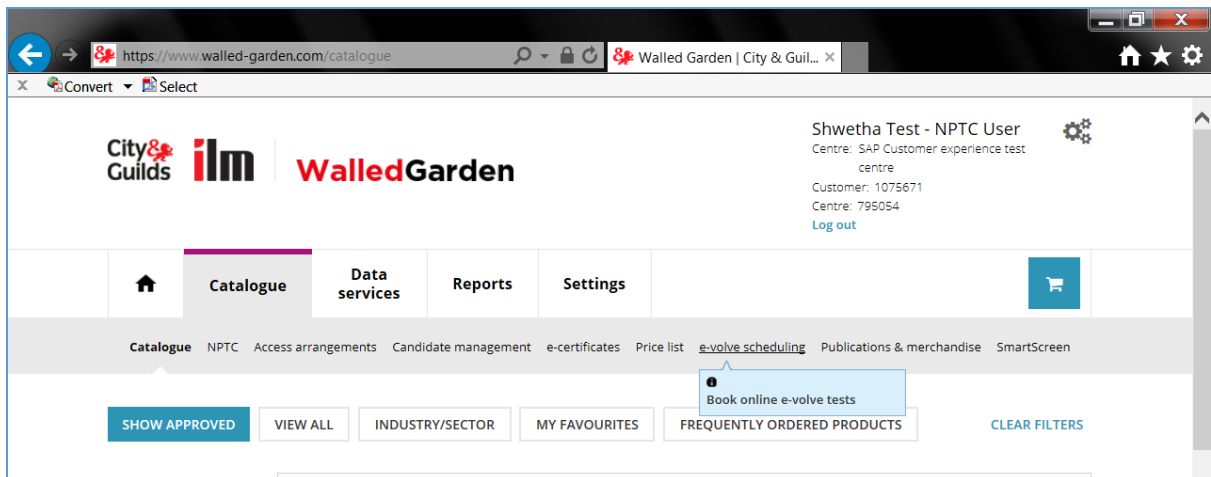 https://www.walled-garden.com/catalogue
Walled Garden | City & Guil...
x Convert Select
City& Guilds ilm WalledGarden
Shwetha Test - NPTC User
Centre: SAP Customer experience test
centre
Customer: 1075671
Centre: 795054
Log out
Catalogue Data services Reports Settings
Catalogue NPTC Access arrangements Candidate management e-certificates Price list e-volve scheduling Publications & merchandise SmartScreen
Book online e-volve tests
SHOW APPROVED VIEW ALL INDUSTRY/SECTOR MY FAVOURITES FREQUENTLY ORDERED PRODUCTS CLEAR FILTERS